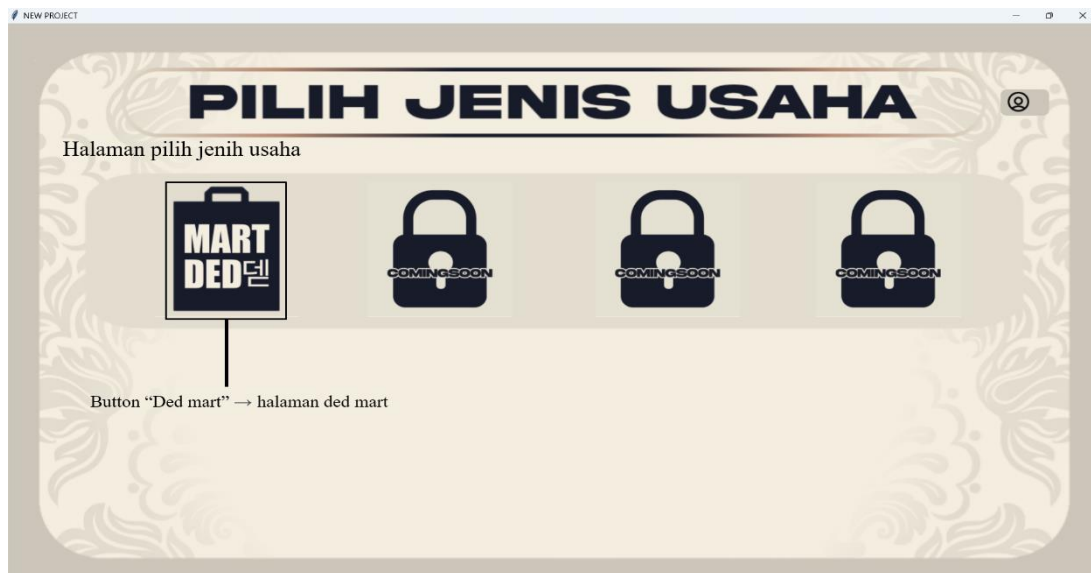 NEW PROJECT
PILIH JENIS USAHA
Halaman pilih jenih usaha
MART
DED덷
COMINGSOON
COMINGSOON
COMINGSOON
Button “Ded mart” → halaman ded mart